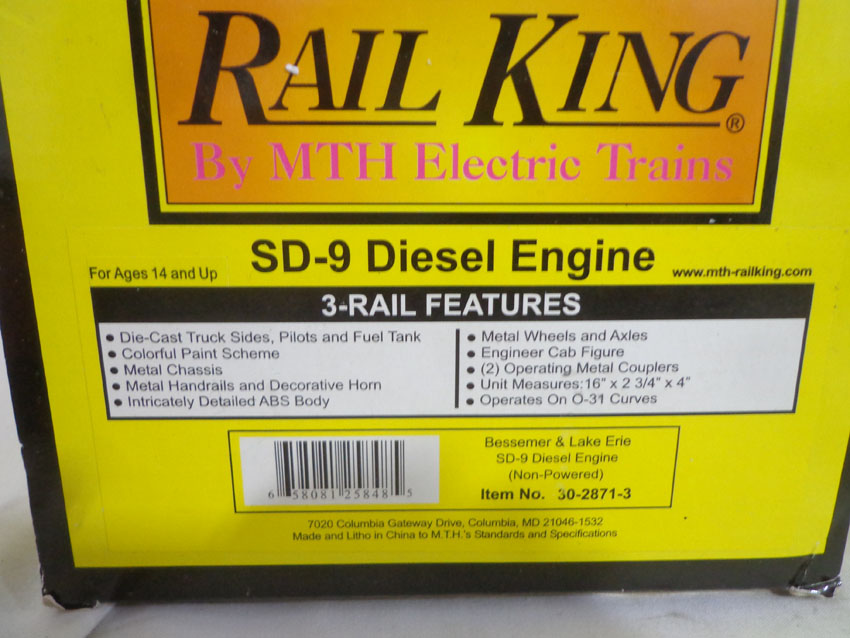 RAIL KING®
By MTH Electric Trains
For Ages 14 and Up
SD-9 Diesel Engine
www.mth-railking.com
3-RAIL FEATURES
• Die-Cast Truck Sides, Pilots and Fuel Tank
• Colorful Paint Scheme
• Metal Chassis
• Metal Handrails and Decorative Horn
• Intricately Detailed ABS Body
• Metal Wheels and Axles
• Engineer Cab Figure
• (2) Operating Metal Couplers
• Unit Measures:16" x 2 3/4" x 4"
• Operates On O-31 Curves
6 58081 25848 5
Bessemer & Lake Erie
SD-9 Diesel Engine
(Non-Powered)
Item No. 30-2871-3
7020 Columbia Gateway Drive, Columbia, MD 21046-1532
Made and Litho in China to M.T.H.'s Standards and Specifications